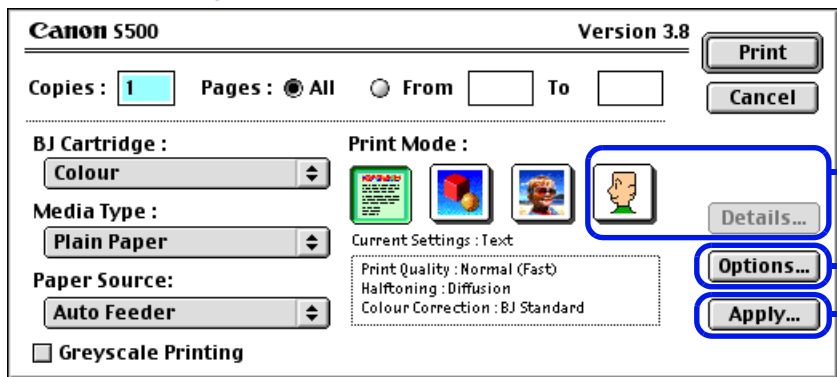 Canon S500 Version 3.8
Print
Copies : 1 Pages : All From To
Cancel
BJ Cartridge : Print Mode :
Colour
Media Type :
Details...
Plain Paper
Current Settings : Text
Options...
Print Quality : Normal (Fast)
Paper Source:
Halftoning : Diffusion
Auto Feeder
Colour Correction : BJ Standard
Apply...
Greyscale Printing